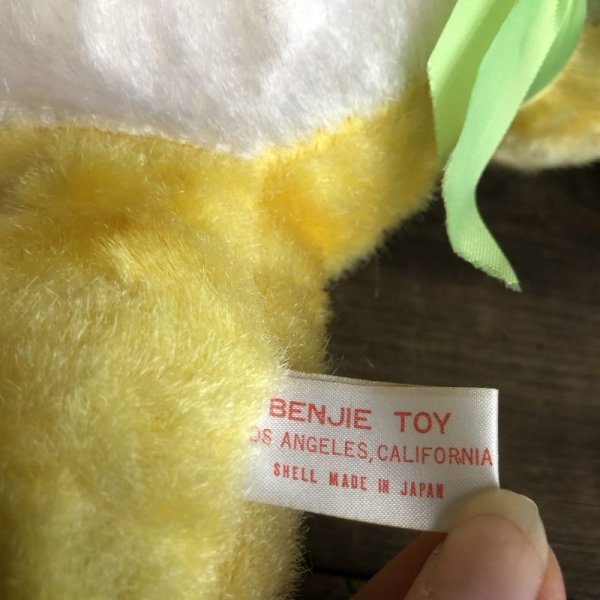 BENJIE TOY
OS ANGELES, CALIFORNIA
SHELL MADE IN JAPAN